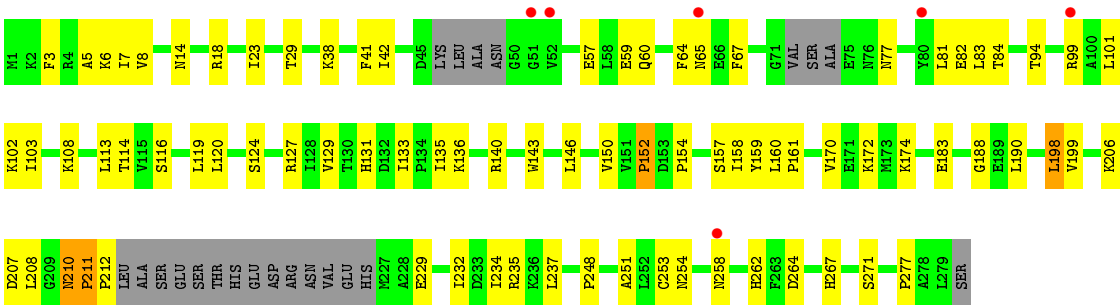 M1 K2 F3 R4 A5 K6 I7 V8 N14 R18 I23 T29 K38 F41 I42 D45 LYS LEU ALA ASN G50 G51 V52 E57 L58 E59 Q60 F64 N65 E66 F67 G71 VAL SER ALA E75 N76 N77 Y80 L81 E82 L83 T84 T94 R99 A100 L101
K102 I103 K108 L113 T114 V115 S116 L119 L120 S124 R127 I128 V129 T130 H131 D132 I133 P134 I135 K136 R140 W143 L146 V150 V151 P152 D153 P154 S157 I158 Y159 L160 P161 V170 E171 K172 M173 K174 E183 G188 E189 L190 L198 V199 K206
D207 L208 G209 N210 P211 P212 LEU ALA SER GLU SER THR HIS GLU ASP ARG ASN VAL GLU HIS M227 A228 E229 I232 D233 I234 R235 K236 L237 P248 A251 L252 C253 N254 N258 H262 F263 D264 H267 S271 P277 A278 L279 SER